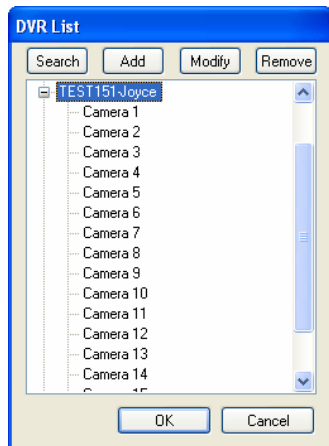 DVR List
Search Add Modify Remove
TEST151-Joyce
Camera 1
Camera 2
Camera 3
Camera 4
Camera 5
Camera 6
Camera 7
Camera 8
Camera 9
Camera 10
Camera 11
Camera 12
Camera 13
Camera 14
OK Cancel